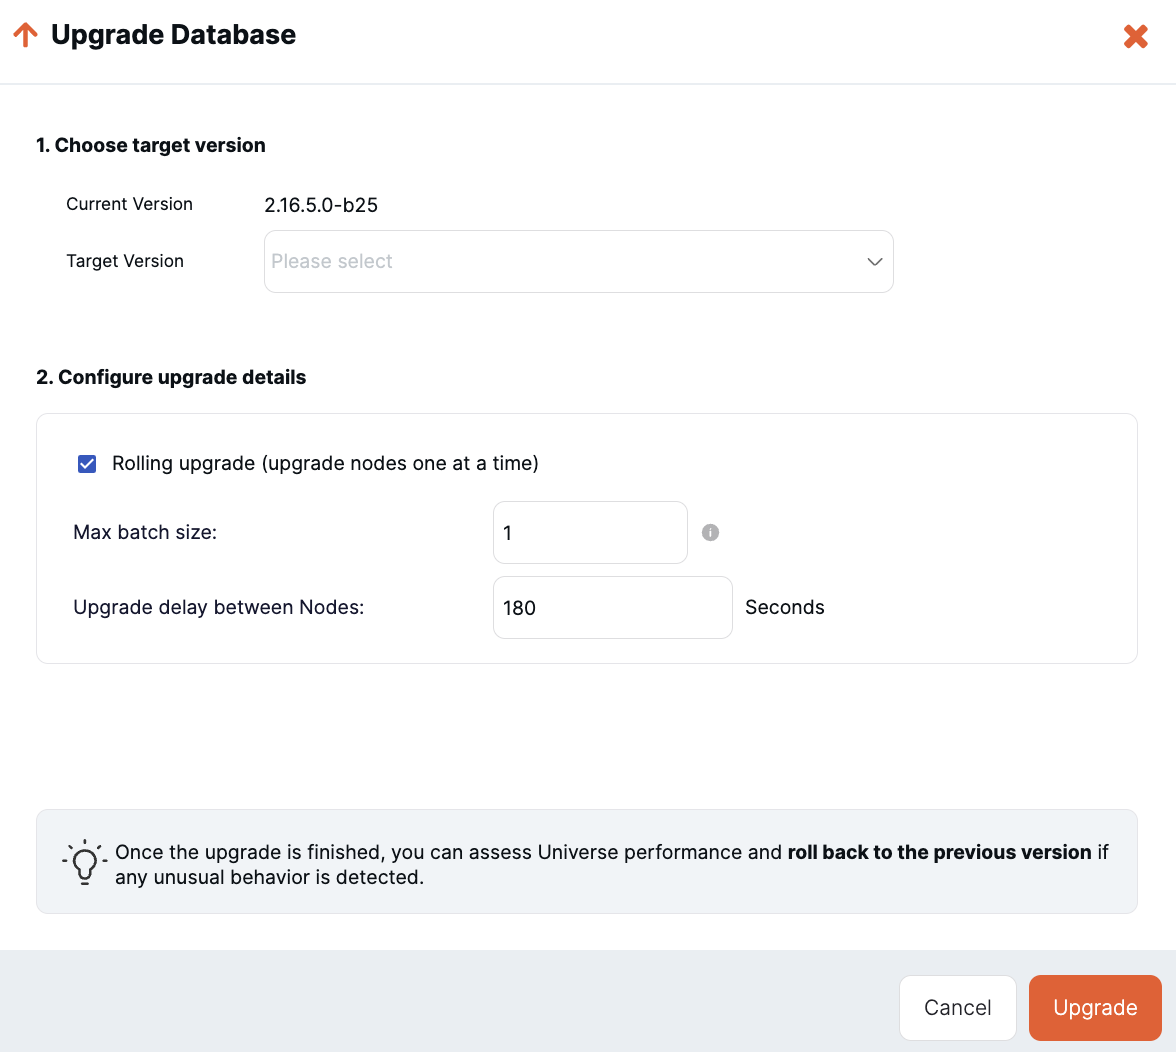 Upgrade Database
1. Choose target version
Current Version 2.16.5.0-b25
Target Version Please select
2. Configure upgrade details
Rolling upgrade (upgrade nodes one at a time)
Max batch size: 1 i
Upgrade delay between Nodes: 180 Seconds
Once the upgrade is finished, you can assess Universe performance and roll back to the previous version if
any unusual behavior is detected.
Cancel Upgrade